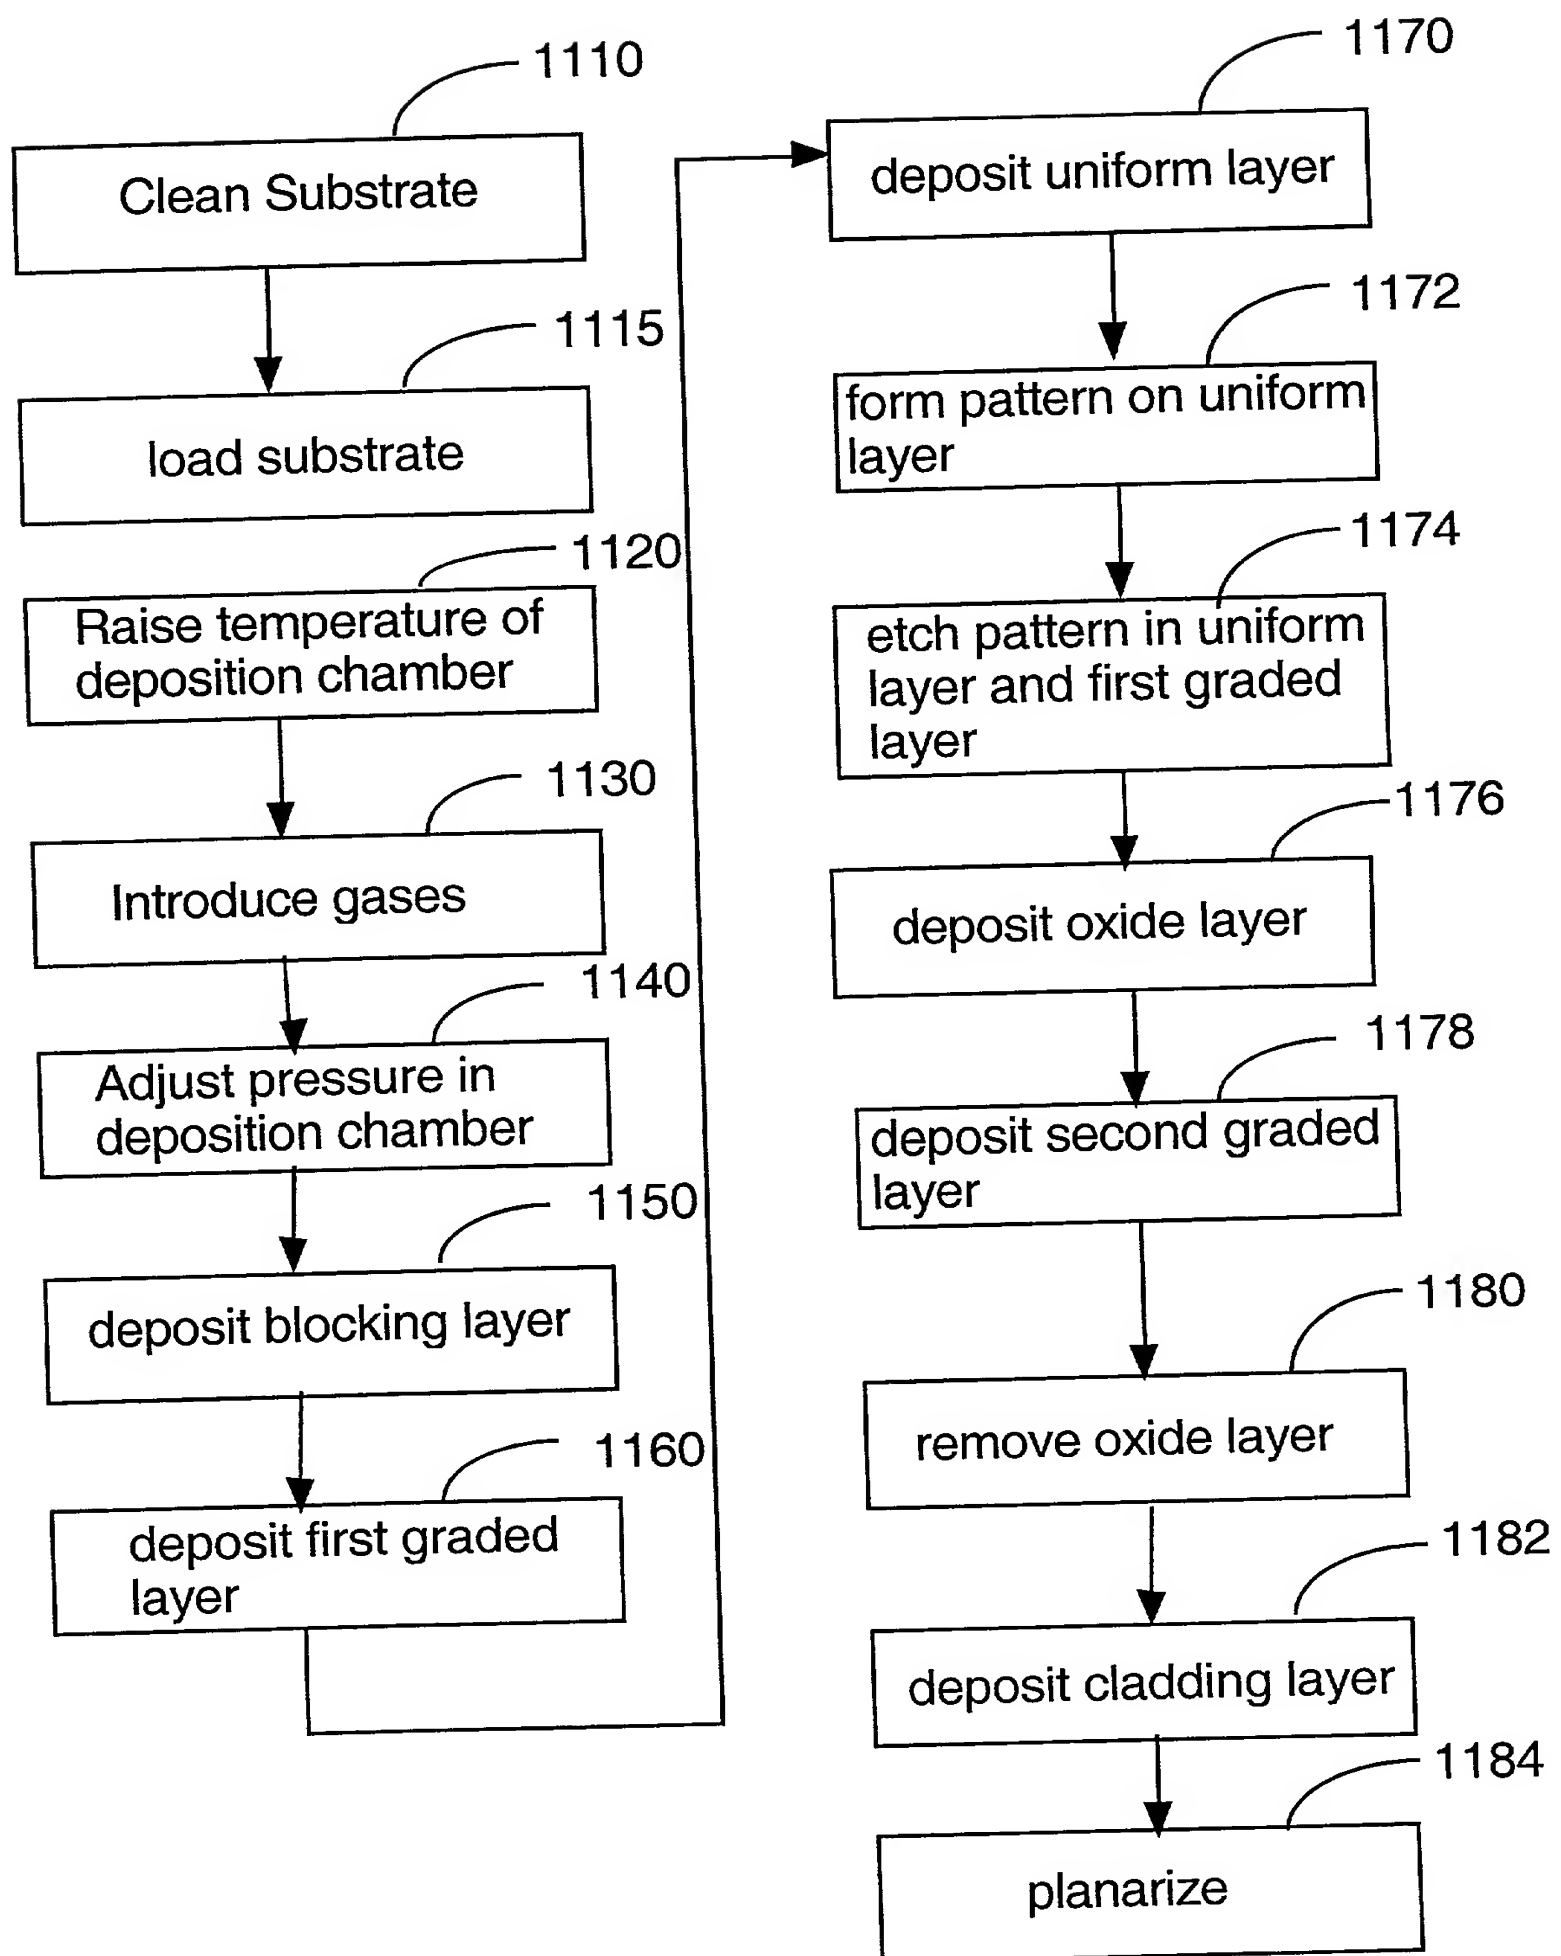 1110
Clean Substrate
1115
load substrate
1120
Raise temperature of
deposition chamber
1130
Introduce gases
1140
Adjust pressure in
deposition chamber
1150
deposit blocking layer
1160
deposit first graded
layer
1170
deposit uniform layer
1172
form pattern on uniform
layer
1174
etch pattern in uniform
layer and first graded
layer
1176
deposit oxide layer
1178
deposit second graded
layer
1180
remove oxide layer
1182
deposit cladding layer
1184
planarize